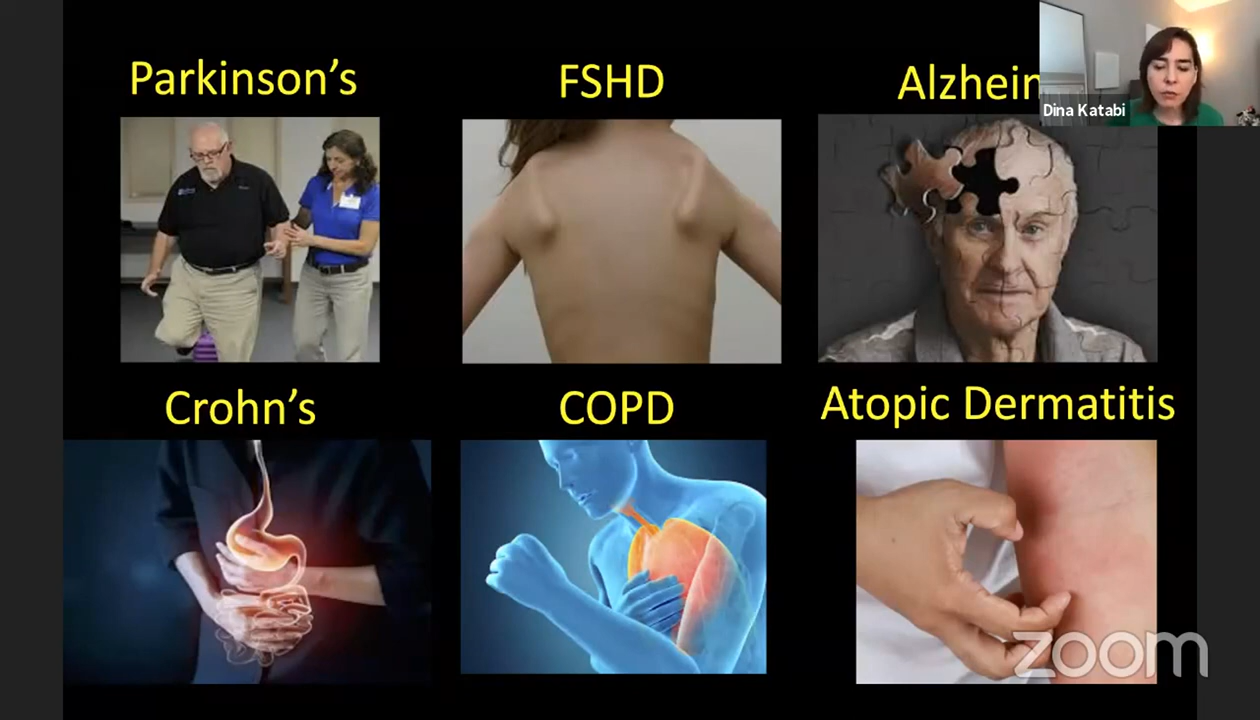 Parkinson's
FSHD
Alzhein
Dina Katabi
Crohn's
COPD
Atopic Dermatitis
zoom